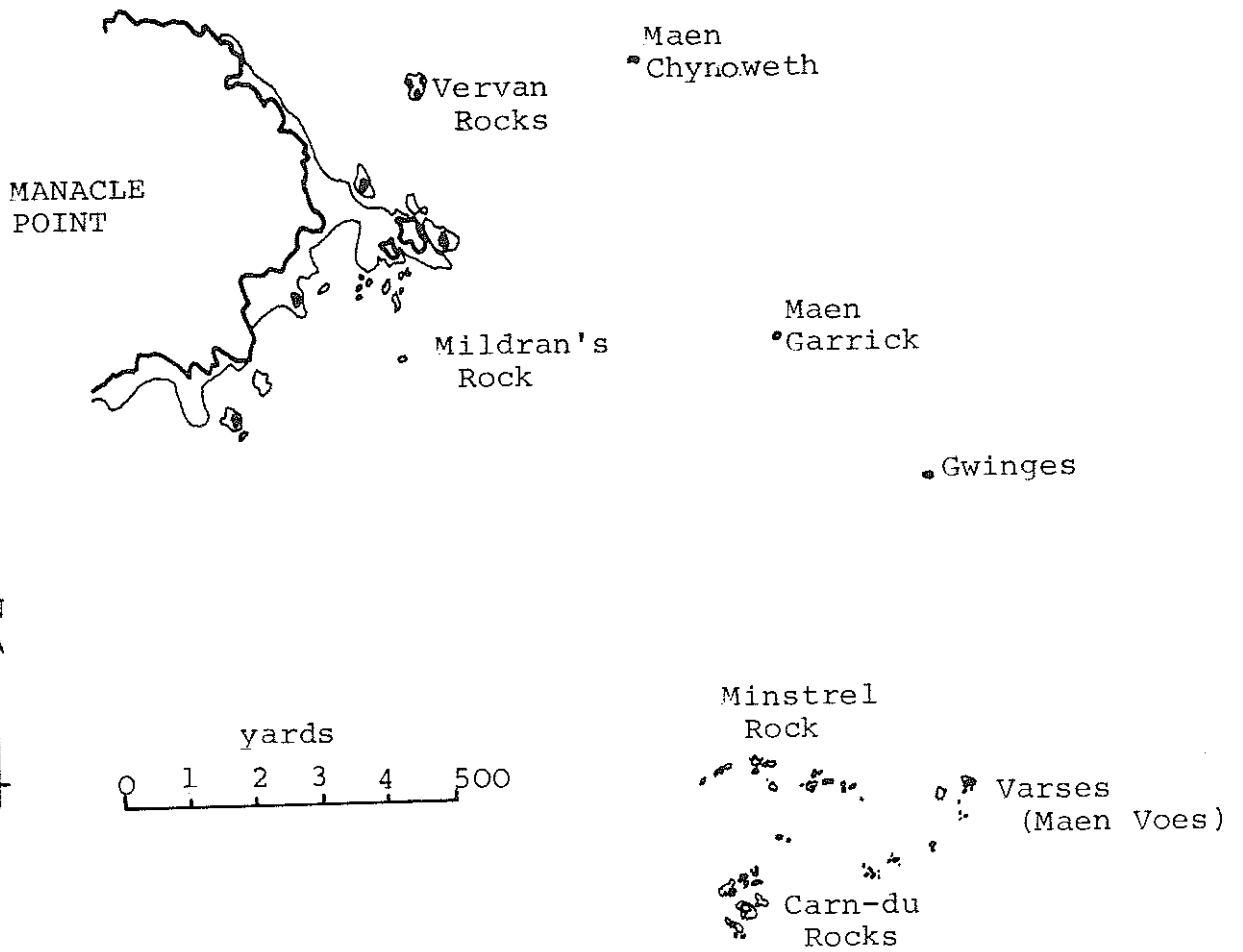 Maen
Chynoweth
Vervan
Rocks
MANACLE
POINT
Maen
Garrick
Mildran's
Rock
Gwinges
Minstrel
Rock
yards
0 1 2 3 4 500
Varses
(Maen Voes)
Carn-du
Rocks